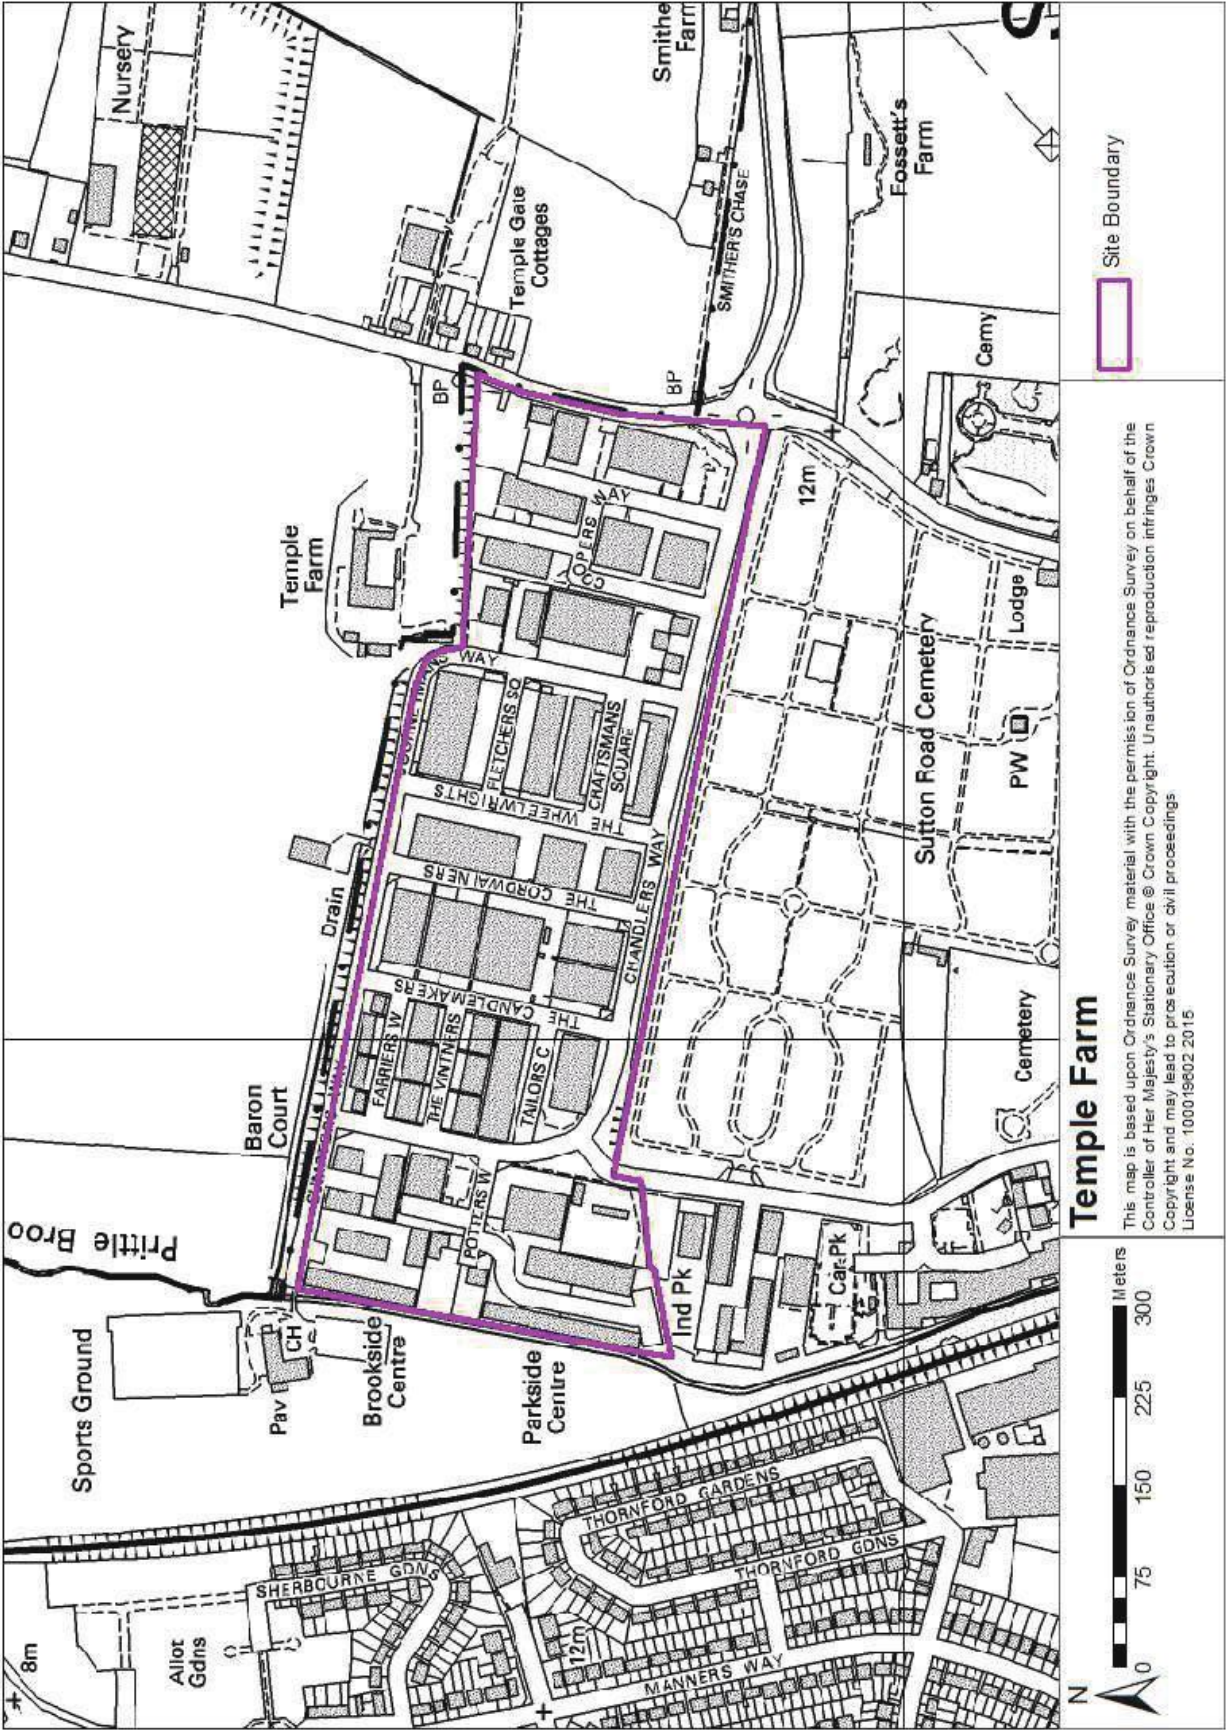 Nursery
Smithe
Farm
Fossett's
Farm
SMITHER'S CHASE
Temple Gate
Cottages
BP
BP
Cemy
12m
Temple
Farm
COOPERS WAY
WAY
FLETCHERS SQ
CRAFTSMANS
SQUARE
THE WHEELWRIGHTS
THE CORDWAINERS
CHANDLERS WAY
THE CANDLEMAKERS
FARRIERS W
THE VINTNERS
TAILORS C
POTTERS W
Drain
Baron
Court
Prittle Broo
Sports Ground
Pav
CH
Brookside
Centre
Parkside
Centre
Ind Pk
Car Pk
Sutton Road Cemetery
Lodge
PW
Cemetery
THORNFORD GARDENS
THORNFORD GDNS
SHERBOURNE GDNS
MANNERS WAY
12m
8m
Allot
Gdns
Temple Farm
This map is based upon Ordnance Survey material with the permission of Ordnance Survey on behalf of the
Controller of Her Majesty's Stationary Office © Crown Copyright. Unauthorised reproduction infringes Crown
Copyright and may lead to prosecution or civil proceedings
License No. 100019602 2015
Site Boundary
N
0 75 150 225 300
Meters